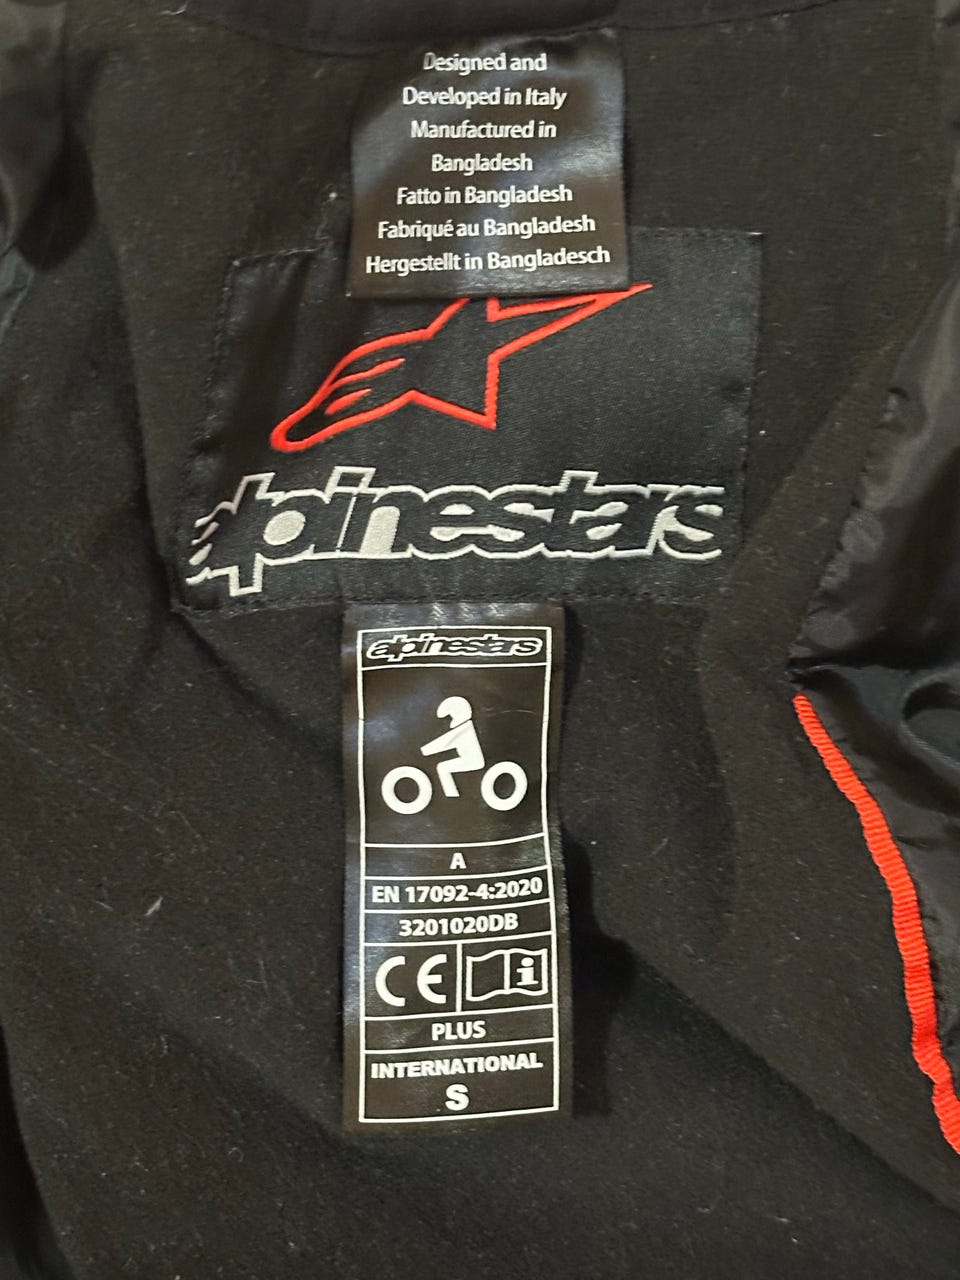 Designed and
Developed in Italy
Manufactured in
Bangladesh
Fatto in Bangladesh
Fabriqué au Bangladesh
Hergestellt in Bangladesch
alpinestars
alpinestars
A
EN 17092-4:2020
3201020DB
CE
i
PLUS
INTERNATIONAL
S